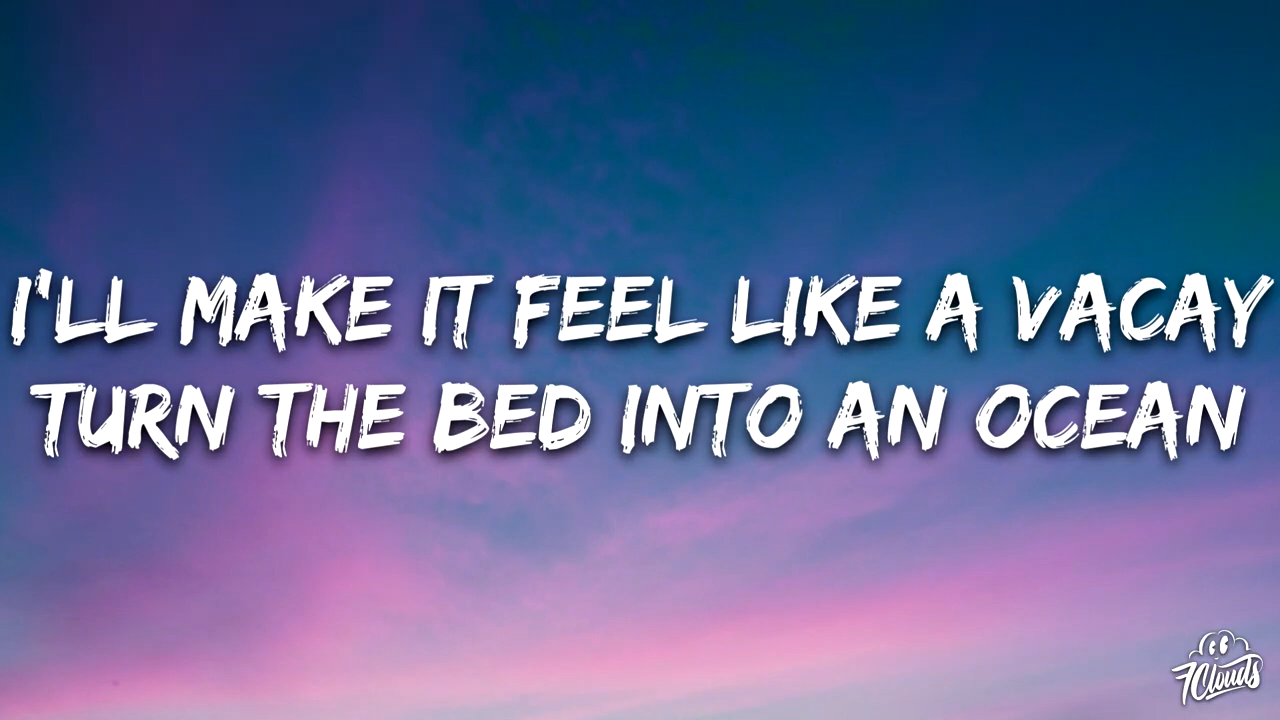 I'LL MAKE IT FEEL LIKE A VACAY
TURN THE BED INTO AN OCEAN
7Clouds